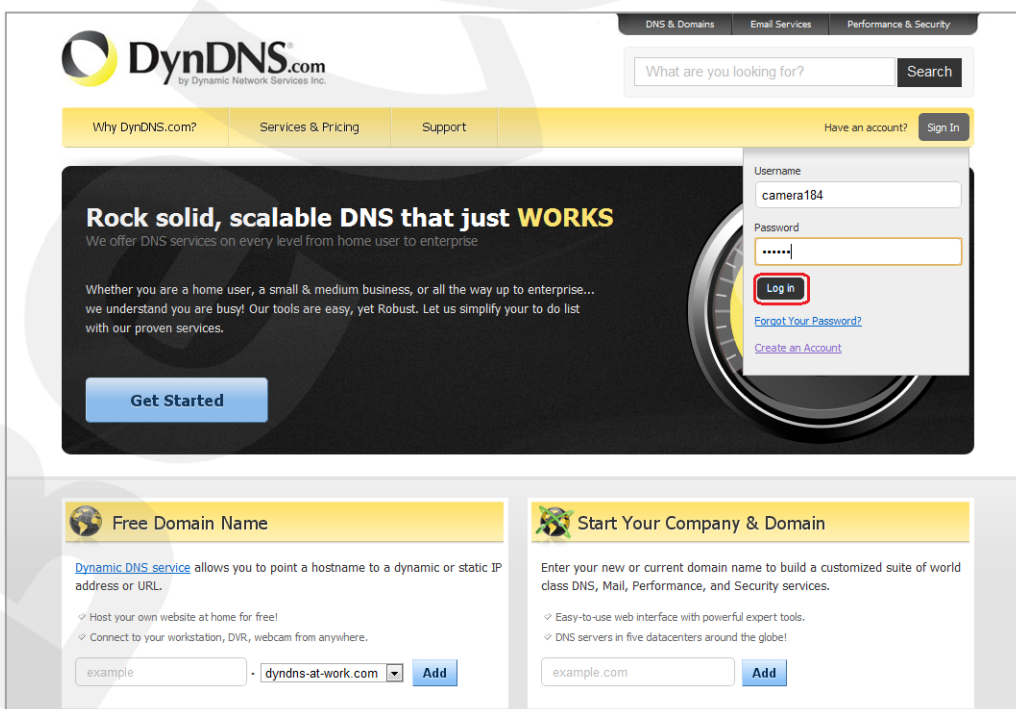 DNS & Domains Email Services Performance & Security
DynDNS.com
by Dynamic Network Services Inc.
What are you looking for? Search
Why DynDNS.com? Services & Pricing Support Have an account? Sign In
Username
camera184
Password
••••••
Log in
Forgot Your Password?
Create an Account
Rock solid, scalable DNS that just WORKS
We offer DNS services on every level from home user to enterprise
Whether you are a home user, a small & medium business, or all the way up to enterprise...
we understand you are busy! Our tools are easy, yet Robust. Let us simplify your to do list
with our proven services.
Get Started
Free Domain Name
Dynamic DNS service allows you to point a hostname to a dynamic or static IP
address or URL.
Host your own website at home for free!
Connect to your workstation, DVR, webcam from anywhere.
example . dyndns-at-work.com Add
Start Your Company & Domain
Enter your new or current domain name to build a customized suite of world
class DNS, Mail, Performance, and Security services.
Easy-to-use web interface with powerful expert tools.
DNS servers in five datacenters around the globe!
example.com Add